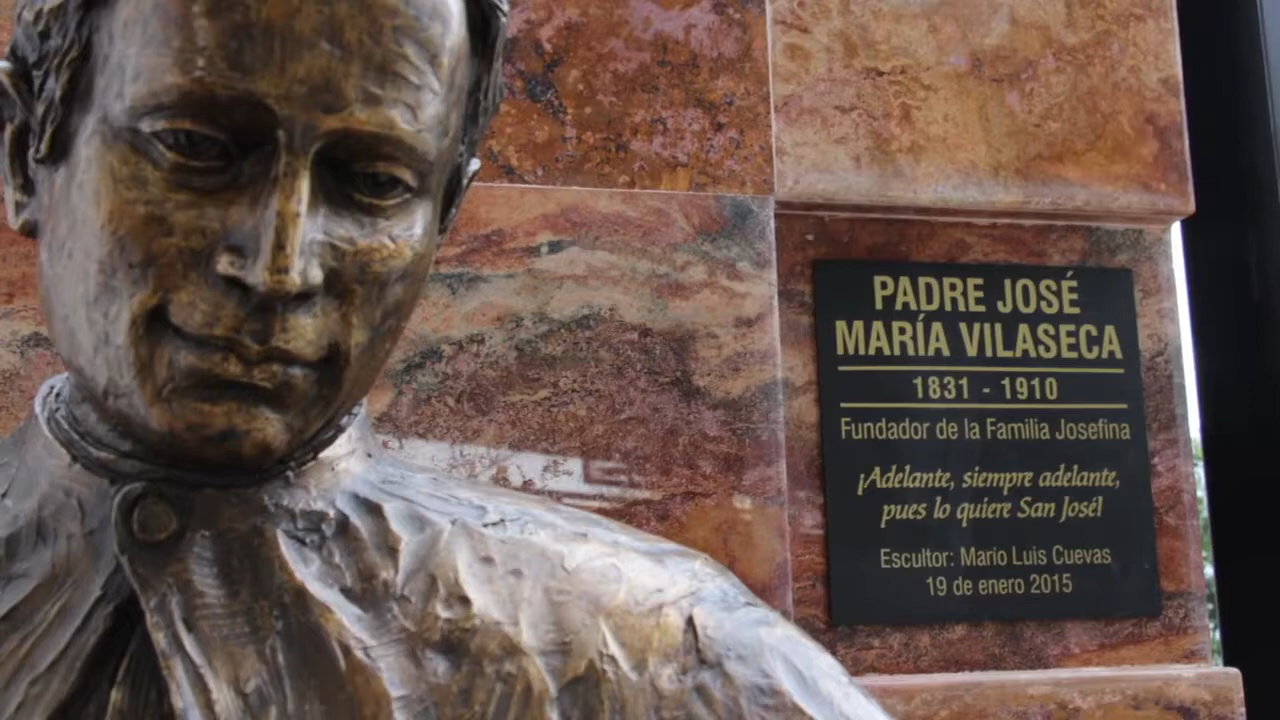 PADRE JOSÉ
MARÍA VILASECA
1831 - 1910
Fundador de la Familia Josefina
¡Adelante, siempre adelante,
pues lo quiere San José!
Escultor: Mario Luis Cuevas
19 de enero 2015